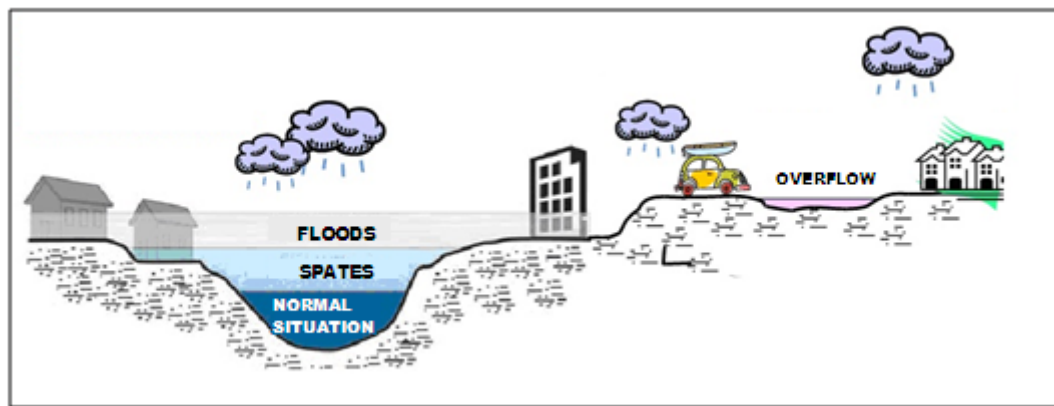 OVERFLOW
FLOODS
SPATES
NORMAL
SITUATION